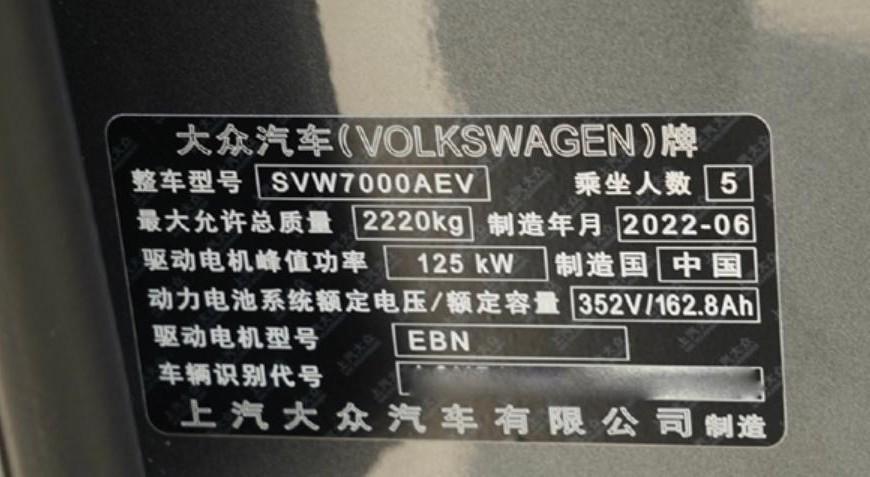 大众汽车(VOLKSWAGEN)牌
整车型号 SVW7000AEV 乘坐人数 5
最大允许总质量 2220kg 制造年月 2022-06
驱动电机峰值功率 125 kW 制造国 中国
动力电池系统额定电压/额定容量 352V/162.8Ah
驱动电机型号 EBN
车辆识别代号
上汽大众汽车有限公司 制造